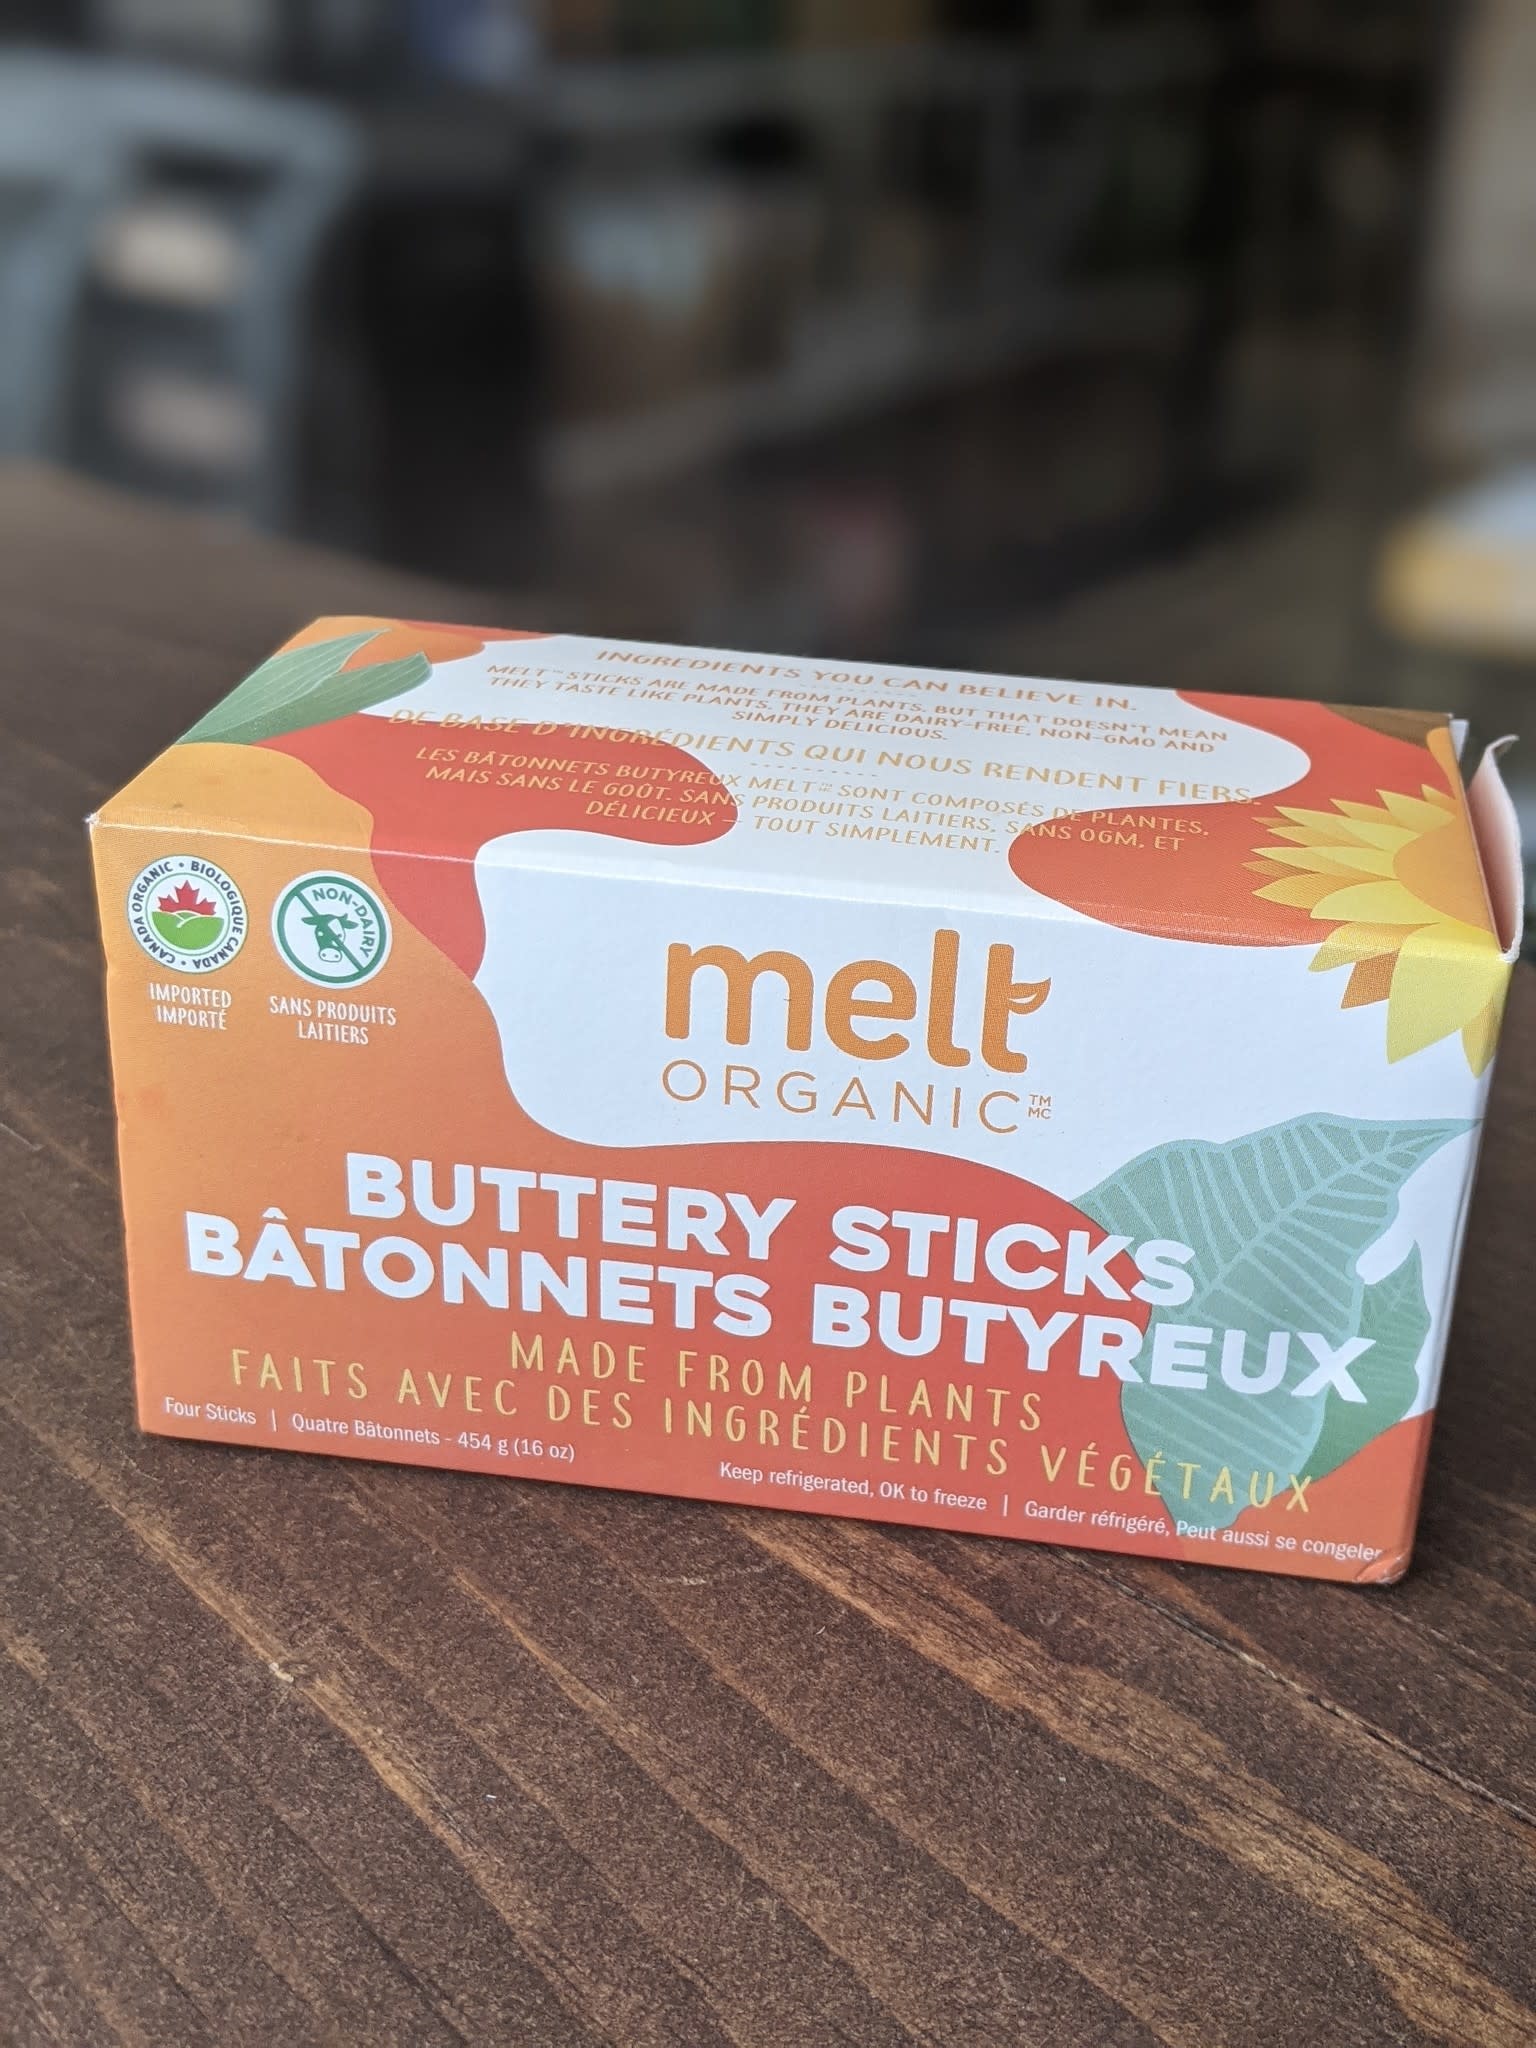 INGREDIENTS YOU CAN BELIEVE IN.
MELT™ STICKS ARE MADE FROM PLANTS. BUT THAT DOESN'T MEAN
THEY TASTE LIKE PLANTS. THEY ARE DAIRY-FREE, NON-GMO AND
SIMPLY DELICIOUS.
DE BASE D'INGRÉDIENTS QUI NOUS RENDENT FIERS.
LES BÂTONNETS BUTYREUX MELT™ SONT COMPOSÉS DE PLANTES,
MAIS SANS LE GOÛT. SANS PRODUITS LAITIERS, SANS OGM, ET
DÉLICIEUX – TOUT SIMPLEMENT.
CANADA ORGANIC • BIOLOGIQUE CANADA •
IMPORTED
IMPORTÉ
NON-DAIRY
SANS PRODUITS
LAITIERS
melt
ORGANIC TM
MC
BUTTERY STICKS
BÂTONNETS BUTYREUX
MADE FROM PLANTS
FAITS AVEC DES INGRÉDIENTS VÉGÉTAUX
Four Sticks | Quatre Bâtonnets - 454 g (16 oz)
Keep refrigerated, OK to freeze | Garder réfrigéré, Peut aussi se congeler